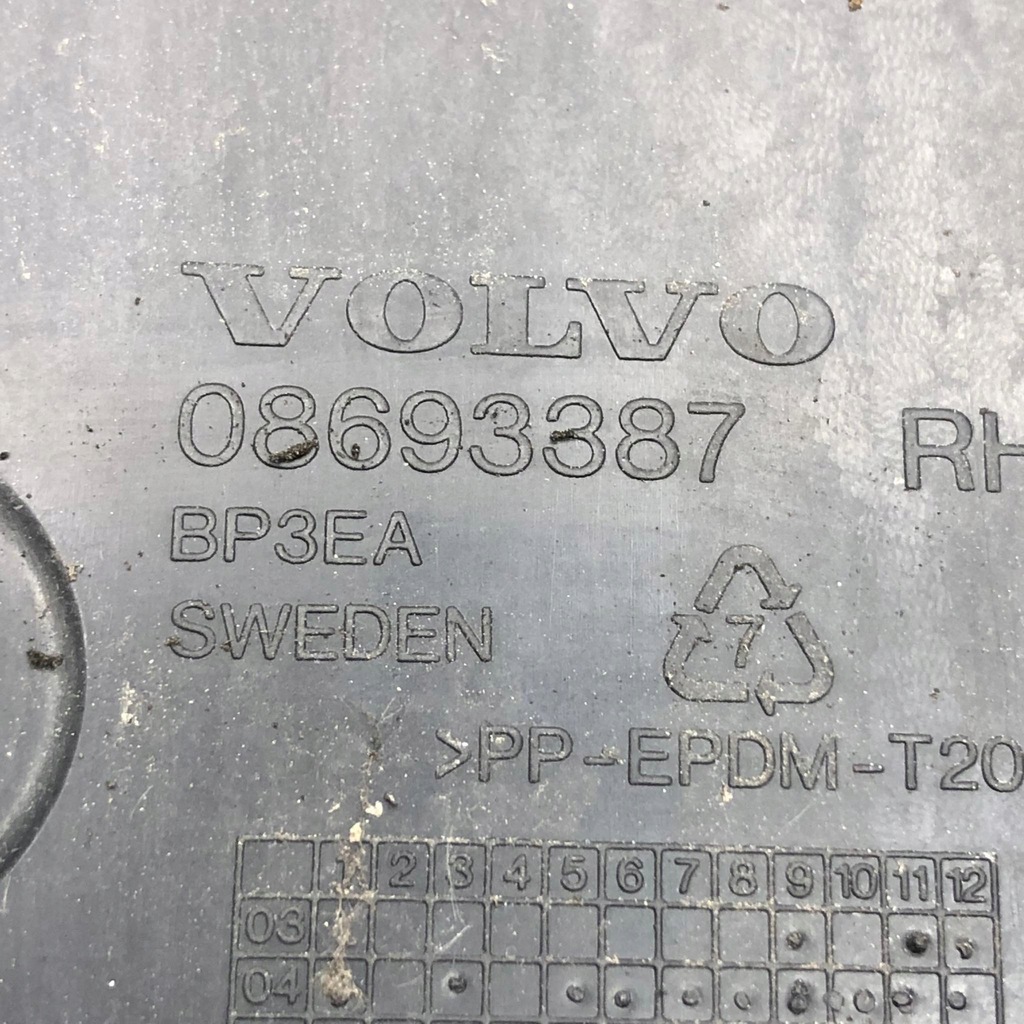 VOLVO
08693387 RH
BP3EA
SWEDEN
7
>PP-EPDM-T20
1 2 3 4 5 6 7 8 9 10 11 12
03
04